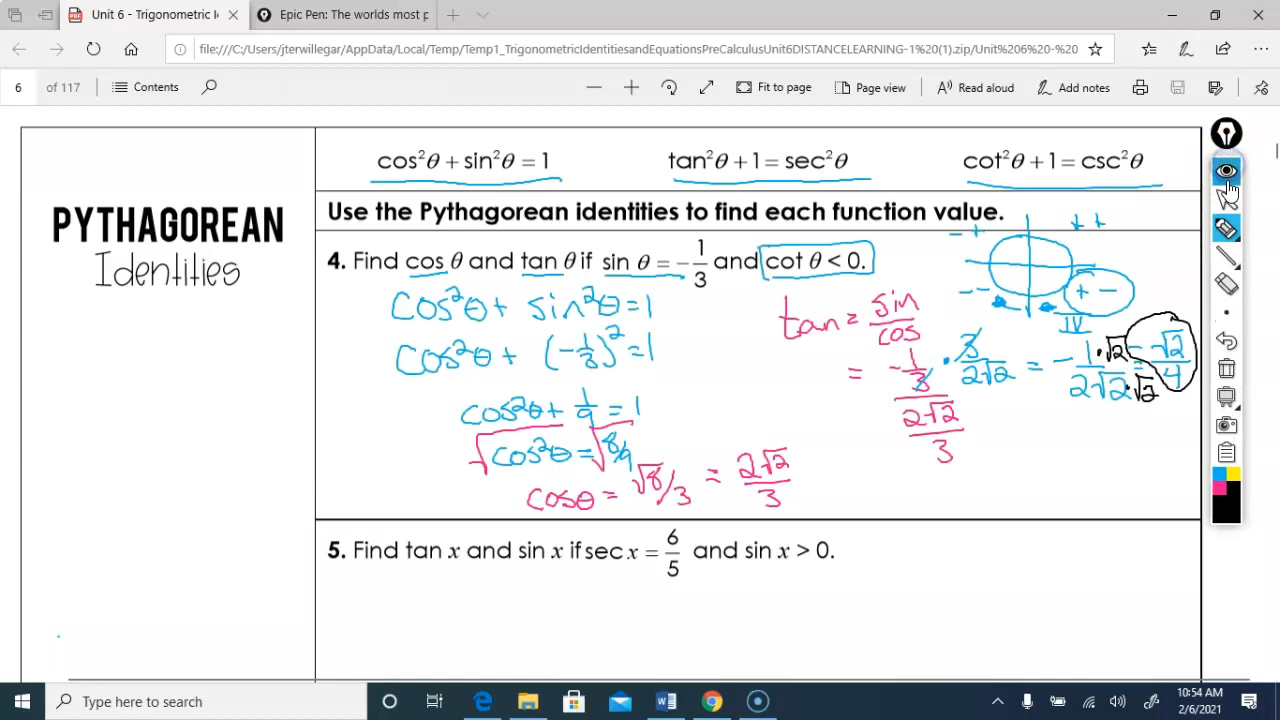 Unit 6 - Trigonometric I
Epic Pen: The worlds most p
file:///C:/Users/jterwillegar/AppData/Local/Temp/Temp1_TrigonometricIdentitiesandEquationsPreCalculusUnit6DISTANCELEARNING-1%20(1).zip/Unit%206%20-%20
6 of 117
Contents
Fit to page
Page view
Read aloud
Add notes
cos²θ + sin²θ = 1
tan²θ + 1 = sec²θ
cot²θ + 1 = csc²θ
PYTHAGOREAN
Identities
Use the Pythagorean identities to find each function value.
4. Find cos θ and tan θ if sin θ = -1/3 and cot θ < 0.
- +
+ +
- -
+ -
IV
cos²θ + sin²θ = 1
cos²θ + (-1/3)² = 1
cos²θ + 1/9 = 1
√cos²θ = √8/9
cosθ = √8/3 = 2√2/3
tan = sin/cos
= -1/3 / 2√2/3 • 3/2√2 = -1/2√2 • √2/√2 = -√2/4
5. Find tan x and sin x if sec x = 6/5 and sin x > 0.
Type here to search
10:54 AM
2/6/2021